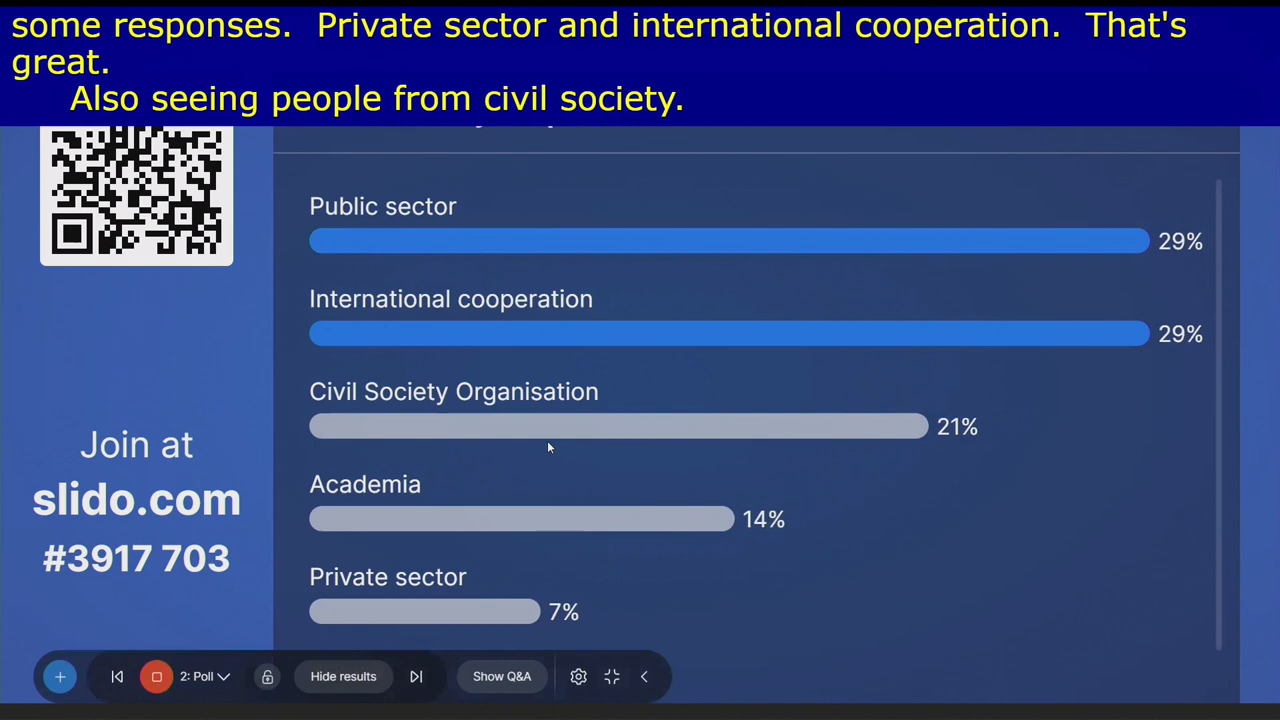 some responses.  Private sector and international cooperation.  That's
great.
Also seeing people from civil society.
Public sector
29%
International cooperation
29%
Civil Society Organisation
21%
Academia
14%
Private sector
7%
Join at
slido.com
#3917 703
2: Poll
Hide results
Show Q&A